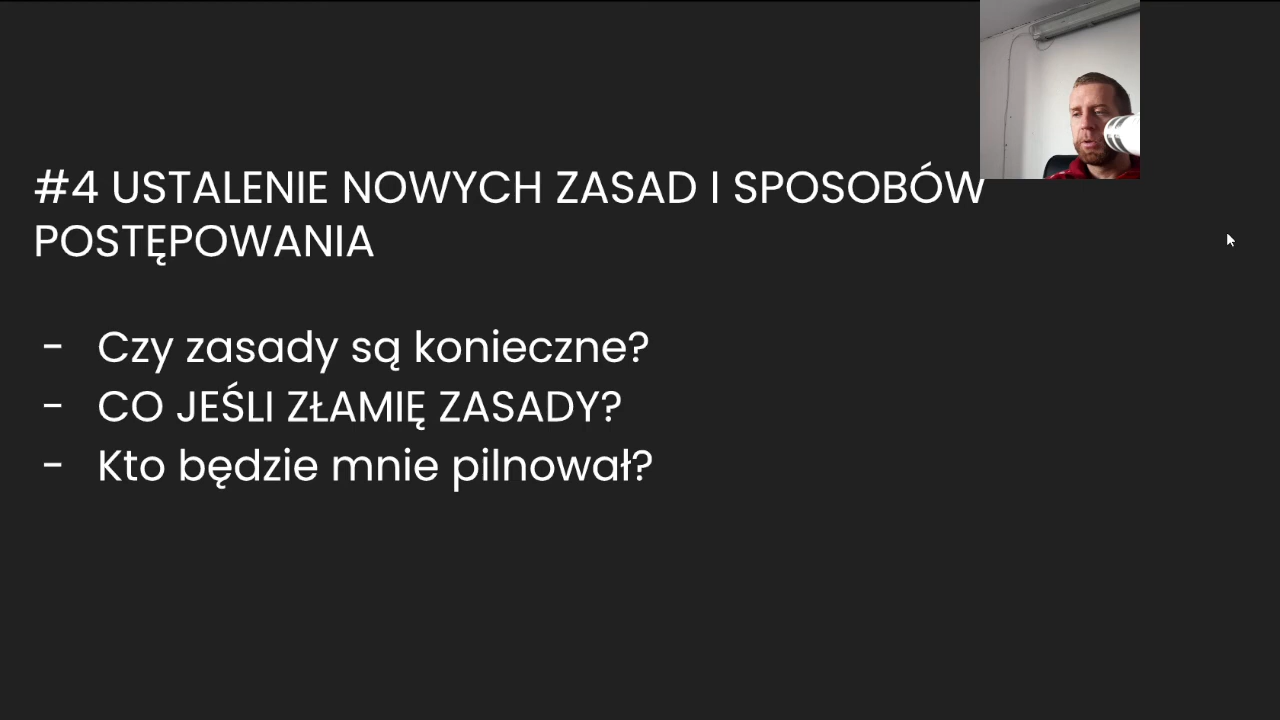 #4 USTALENIE NOWYCH ZASAD I SPOSOBÓW
POSTĘPOWANIA
- Czy zasady są konieczne?
- CO JEŚLI ZŁAMIĘ ZASADY?
- Kto będzie mnie pilnował?